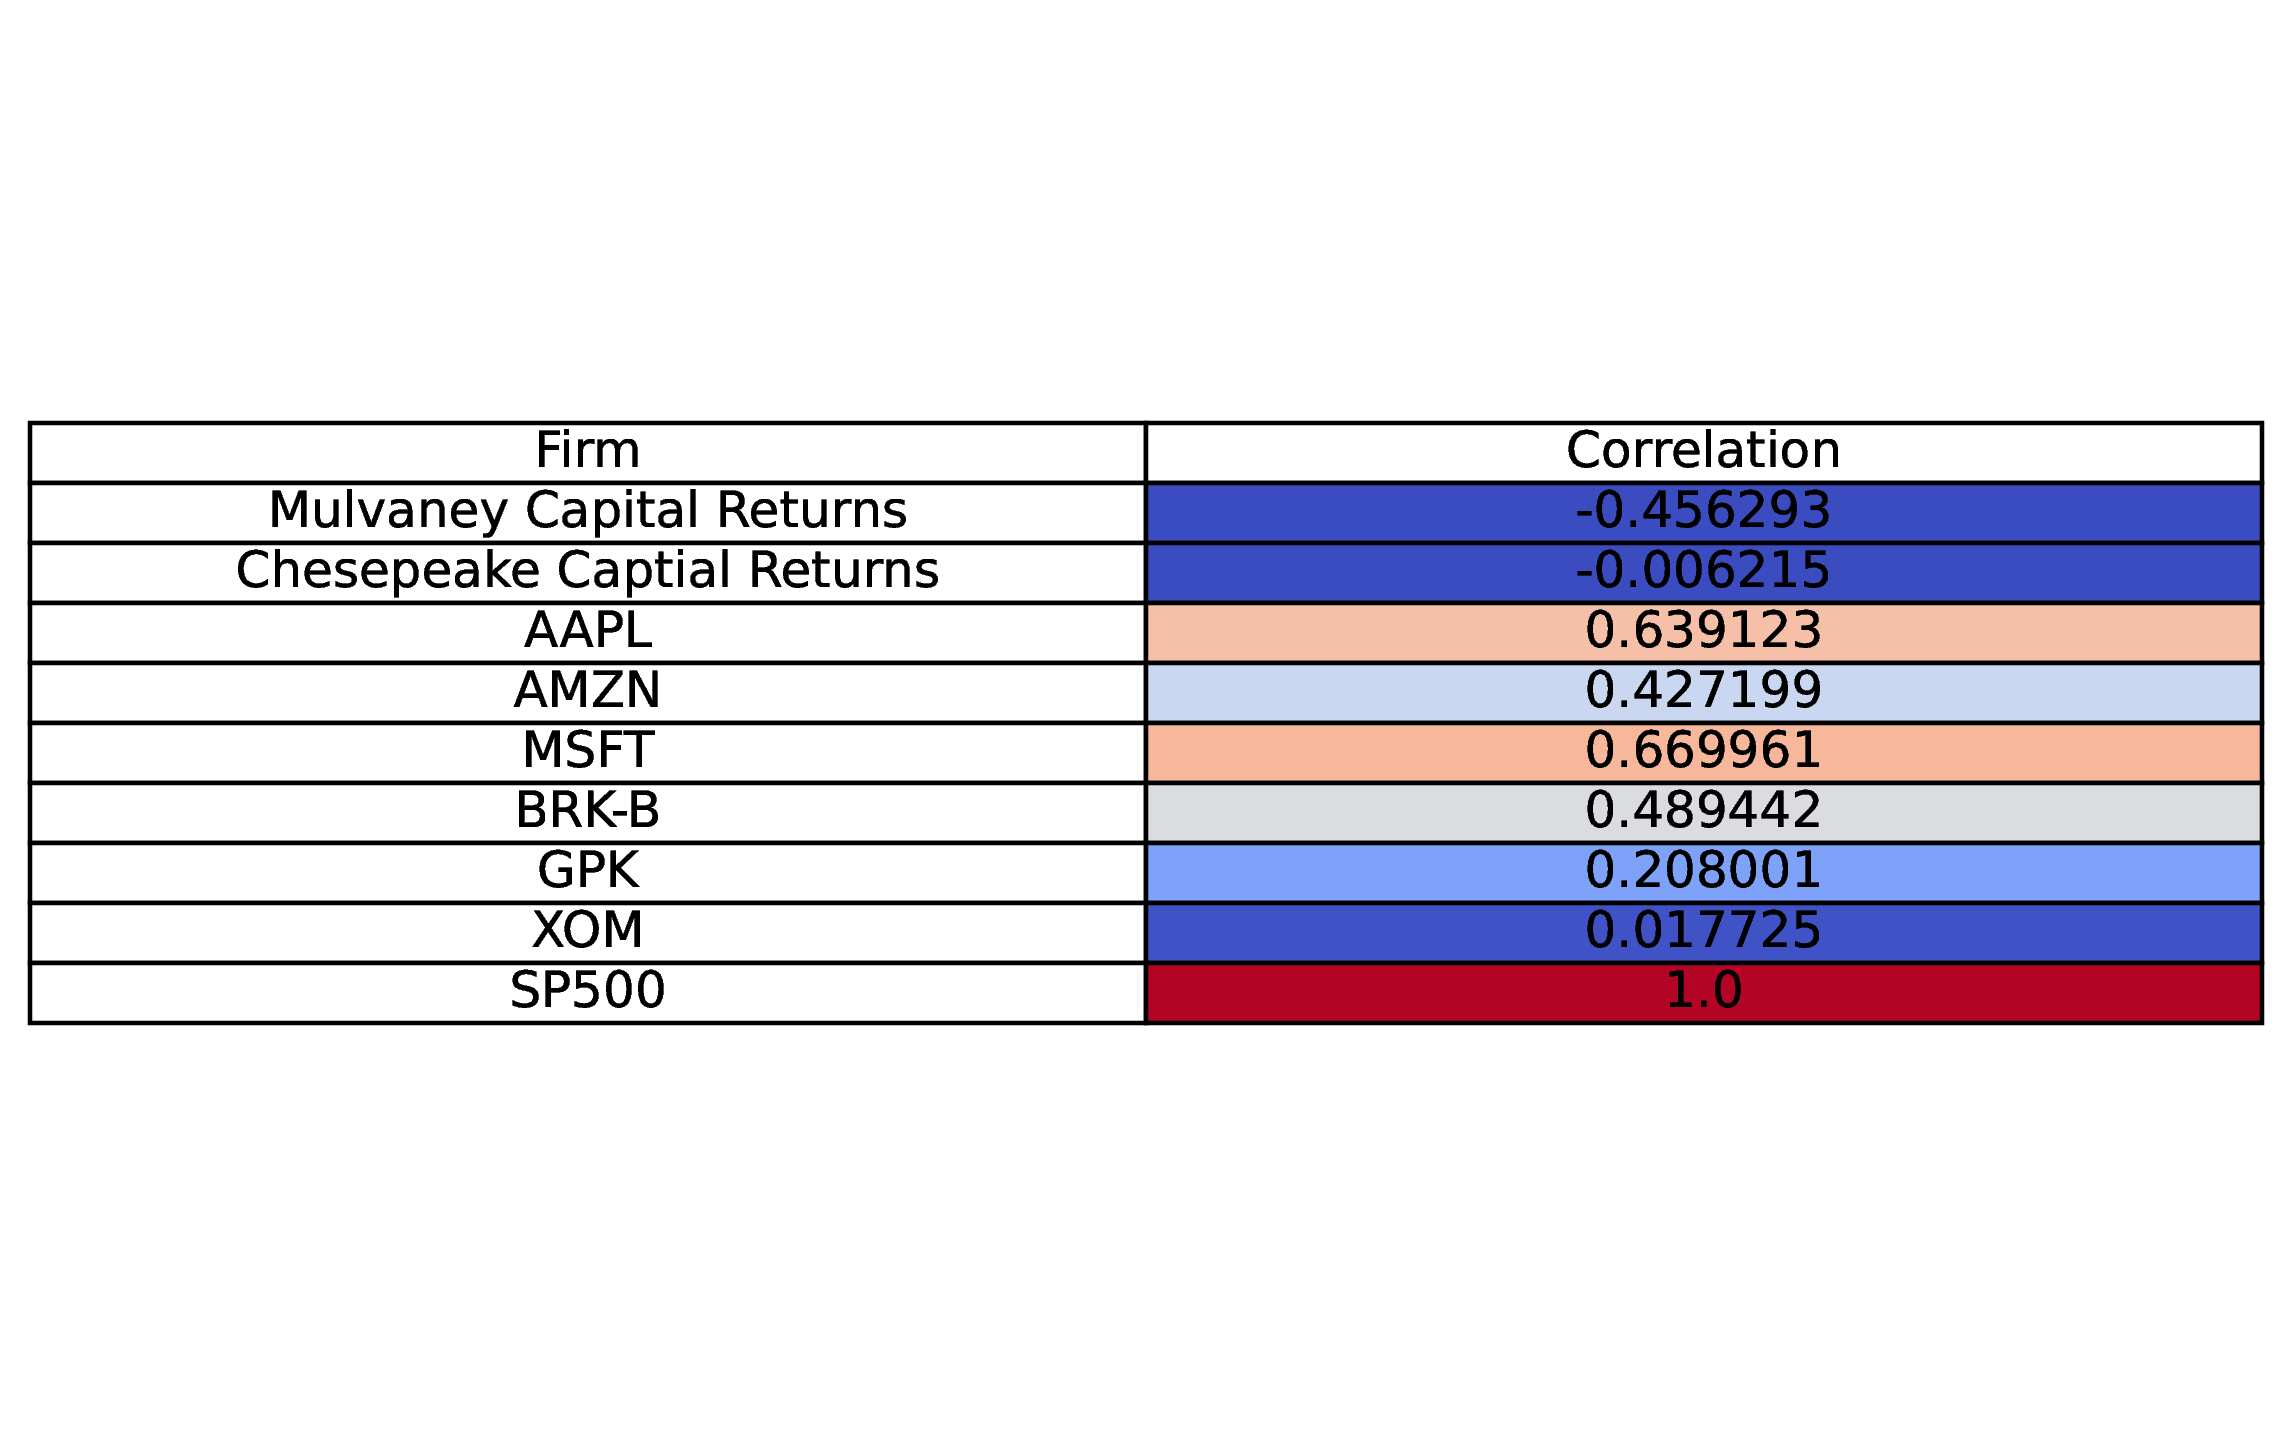 Firm Correlation
Mulvaney Capital Returns -0.456293
Chesepeake Captial Returns -0.006215
AAPL 0.639123
AMZN 0.427199
MSFT 0.669961
BRK-B 0.489442
GPK 0.208001
XOM 0.017725
SP500 1.0